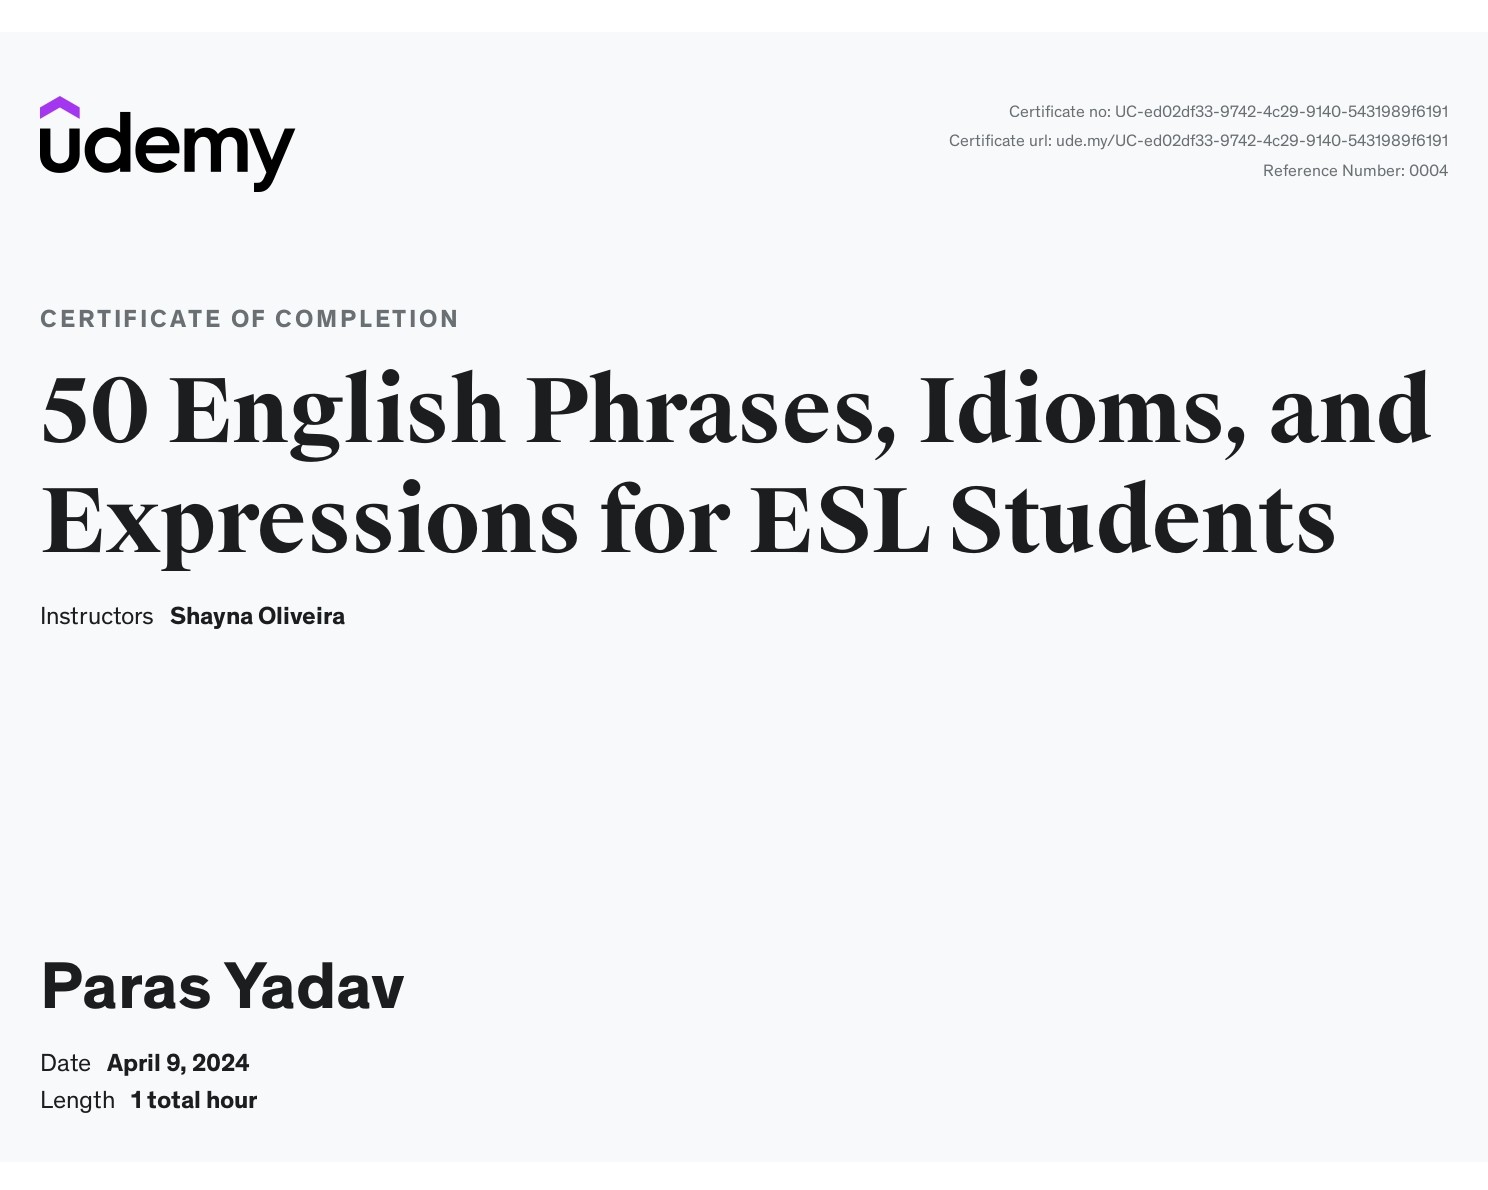 udemy
Certificate no: UC-ed02df33-9742-4c29-9140-5431989f6191
Certificate url: ude.my/UC-ed02df33-9742-4c29-9140-5431989f6191
Reference Number: 0004
CERTIFICATE OF COMPLETION
50 English Phrases, Idioms, and
Expressions for ESL Students
Instructors Shayna Oliveira
Paras Yadav
Date April 9, 2024
Length 1 total hour